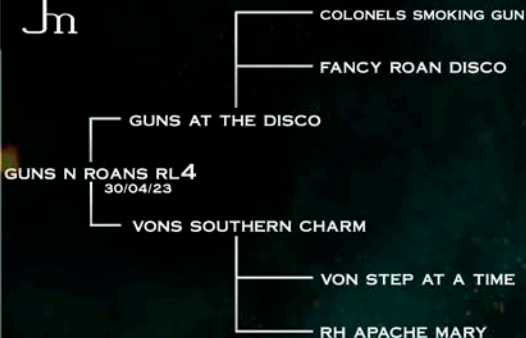 Jm
COLONELS SMOKING GUN
FANCY ROAN DISCO
GUNS AT THE DISCO
GUNS N ROANS RL4
30/04/23
VONS SOUTHERN CHARM
VON STEP AT A TIME
RH APACHE MARY